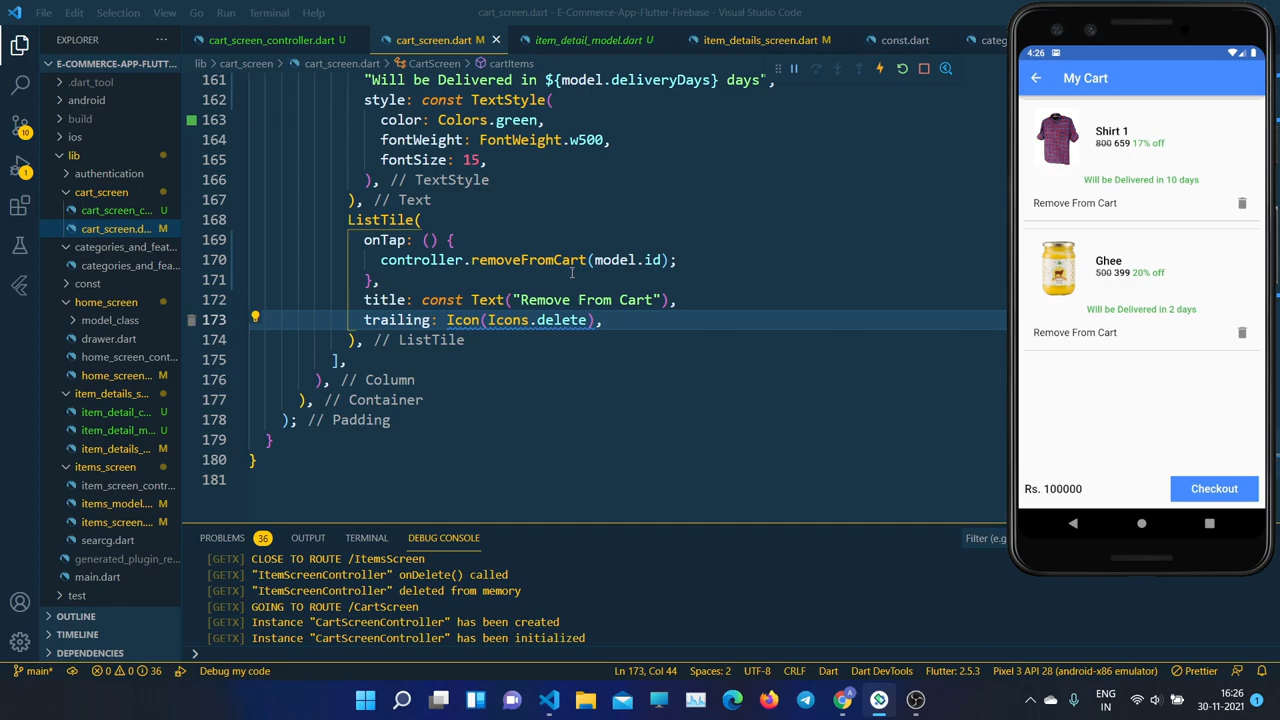 File
Edit
Selection
View
Go
Run
Terminal
Help
cart_screen.dart - E-Commerce-App-Flutter-Firebase - Visual Studio Code
EXPLORER
cart_screen_controller.dart U
cart_screen.dart M
item_detail_model.dart U
item_details_screen.dart M
const.dart
categ
lib > cart_screen > cart_screen.dart > CartScreen > cartItems
E-COMMERCE-APP-FLUTT...
.dart_tool
android
build
ios
lib
authentication
cart_screen
cart_screen_c... U
cart_screen.d... M
categories_and_feat...
categories_and_fea...
const
home_screen
model_class
drawer.dart
home_screen_cont...
home_screen.... M
item_details_s...
item_detail_c... U
item_detail_m... U
item_details_... M
items_screen
item_screen_contr...
items_model.... M
items_screen.... M
searcg.dart
generated_plugin_re...
main.dart
test
OUTLINE
TIMELINE
DEPENDENCIES
10
1
161 "Will be Delivered in ${model.deliveryDays} days",
162 style: const TextStyle(
163 color: Colors.green,
164 fontWeight: FontWeight.w500,
165 fontSize: 15,
166 ), // TextStyle
167 ), // Text
168 ListTile(
169 onTap: () {
170 controller.removeFromCart(model.id);
171 },
172 title: const Text("Remove From Cart"),
173 trailing: Icon(Icons.delete),
174 ), // ListTile
175 ],
176 ), // Column
177 ), // Container
178 ); // Padding
179 }
180 }
181
PROBLEMS 36 OUTPUT TERMINAL DEBUG CONSOLE
Filter (e.g
[GETX] CLOSE TO ROUTE /ItemsScreen
[GETX] "ItemScreenController" onDelete() called
[GETX] "ItemScreenController" deleted from memory
[GETX] GOING TO ROUTE /CartScreen
[GETX] Instance "CartScreenController" has been created
[GETX] Instance "CartScreenController" has been initialized
4:26
My Cart
Shirt 1
800 659 17% off
Will be Delivered in 10 days
Remove From Cart
Ghee
500 399 20% off
Will be Delivered in 2 days
Remove From Cart
Rs. 100000
Checkout
main* 0 0 36 Debug my code
Ln 173, Col 44 Spaces: 2 UTF-8 CRLF Dart Dart DevTools Flutter: 2.5.3 Pixel 3 API 28 (android-x86 emulator) Prettier
ENG
IN
16:26
30-11-2021
1